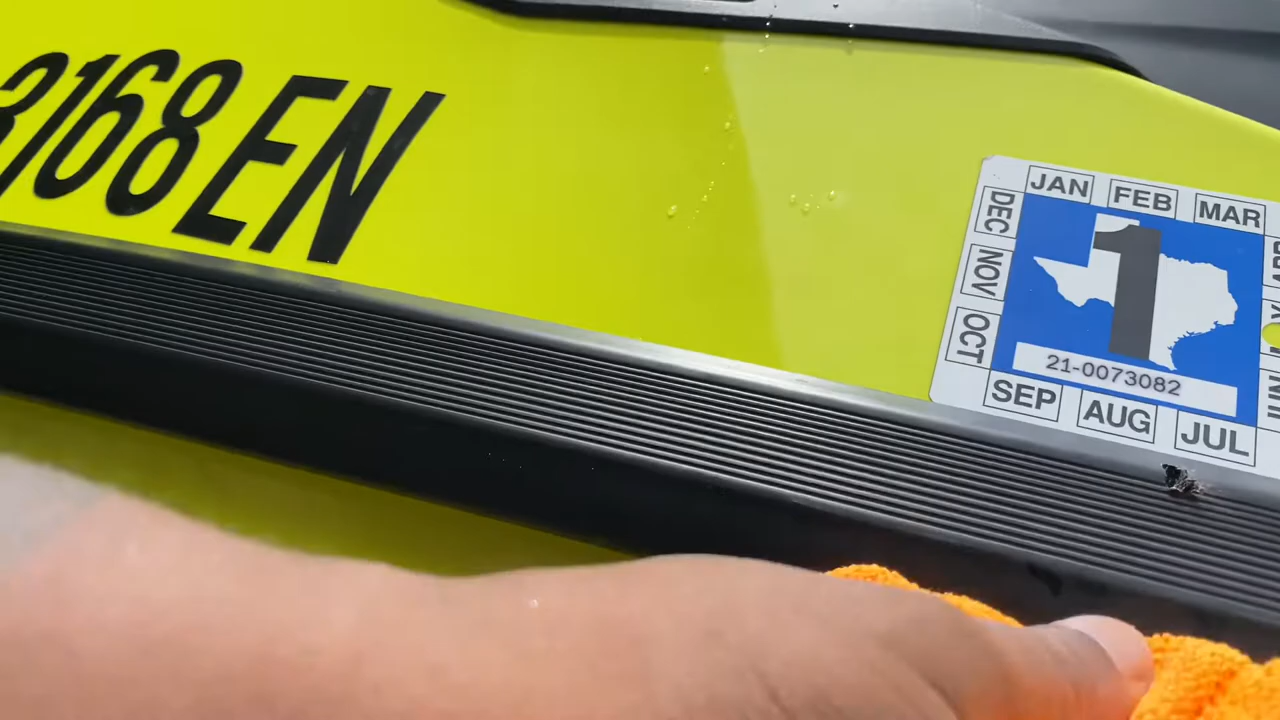 3168 EN
JAN FEB MAR
DEC
NOV
OCT
1
21-0073082
SEP AUG JUL